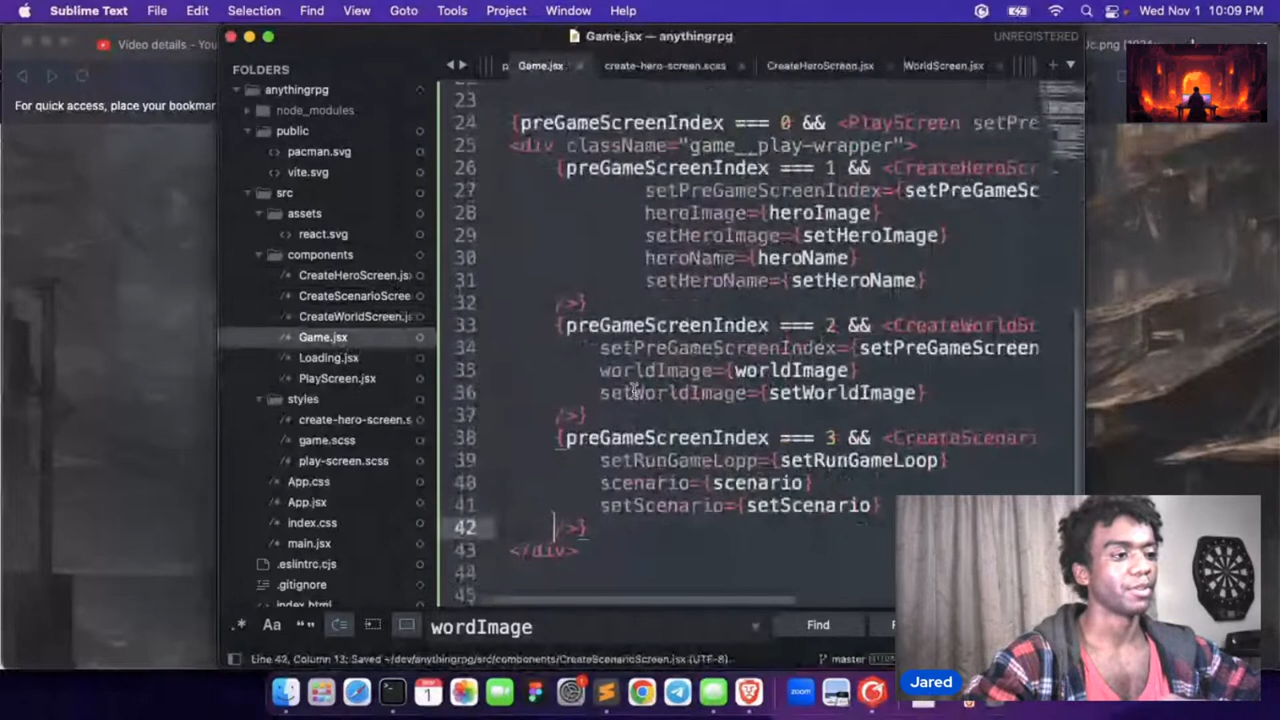 Sublime Text File Edit Selection Find View Goto Tools Project Window Help Wed Nov 1 10:09 PM
Video details - You
Game.jsx — anythingrpg
UNREGISTERED
FOLDERS
Game.jsx create-hero-screen.scss CreateHeroScreen.jsx WorldScreen.jsx
For quick access, place your bookmar
anythingrpg
node_modules
public
pacman.svg
vite.svg
src
assets
react.svg
components
CreateHeroScreen.js
CreateScenarioScree
CreateWorldScreen.js
Game.jsx
Loading.jsx
PlayScreen.jsx
styles
create-hero-screen.s
game.scss
play-screen.scss
App.css
App.jsx
index.css
main.jsx
.eslintrc.cjs
.gitignore
index.html
23
24 {preGameScreenIndex === 0 && <PlayScreen setPre
25 <div className="game__play-wrapper">
26 {preGameScreenIndex === 1 && <CreateHeroScr
27 setPreGameScreenIndex={setPreGameSc
28 heroImage={heroImage}
29 setHeroImage={setHeroImage}
30 heroName={heroName}
31 setHeroName={setHeroName}
32 />}
33 {preGameScreenIndex === 2 && <CreateWorldSc
34 setPreGameScreenIndex={setPreGameScreen
35 worldImage={worldImage}
36 setWorldImage={setWorldImage}
37 />}
38 {preGameScreenIndex === 3 && <CreateScenari
39 setRunGameLopp={setRunGameLoop}
40 scenario={scenario}
41 setScenario={setScenario}
42 />}
43 </div>
44
45
.* Aa “” wordImage Find
Line 42, Column 13; Saved ~/dev/anythingrpg/src/components/CreateScenarioScreen.jsx (UTF-8)
master
Jared
zoom